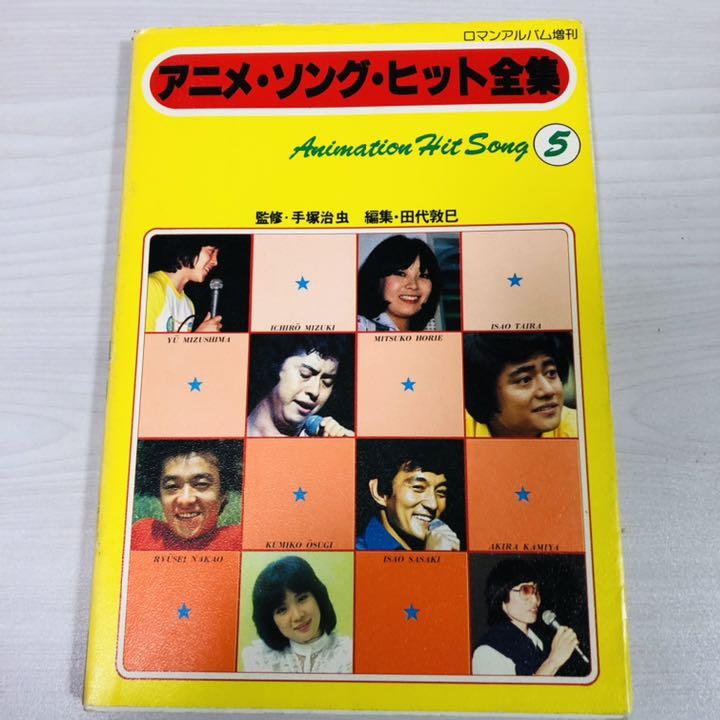 ロマンアルバム増刊
アニメ・ソング・ヒット全集
Animation Hit Song 5
監修・手塚治虫 編集・田代敦巳
ICHIRŌ MIZUKI ISAO TAIRA
YŪ MIZUSHIMA MITSUKO HORIE
KUMIKO ŌSUGI AKIRA KAMIYA
RYUSEI NAKAO ISAO SASAKI